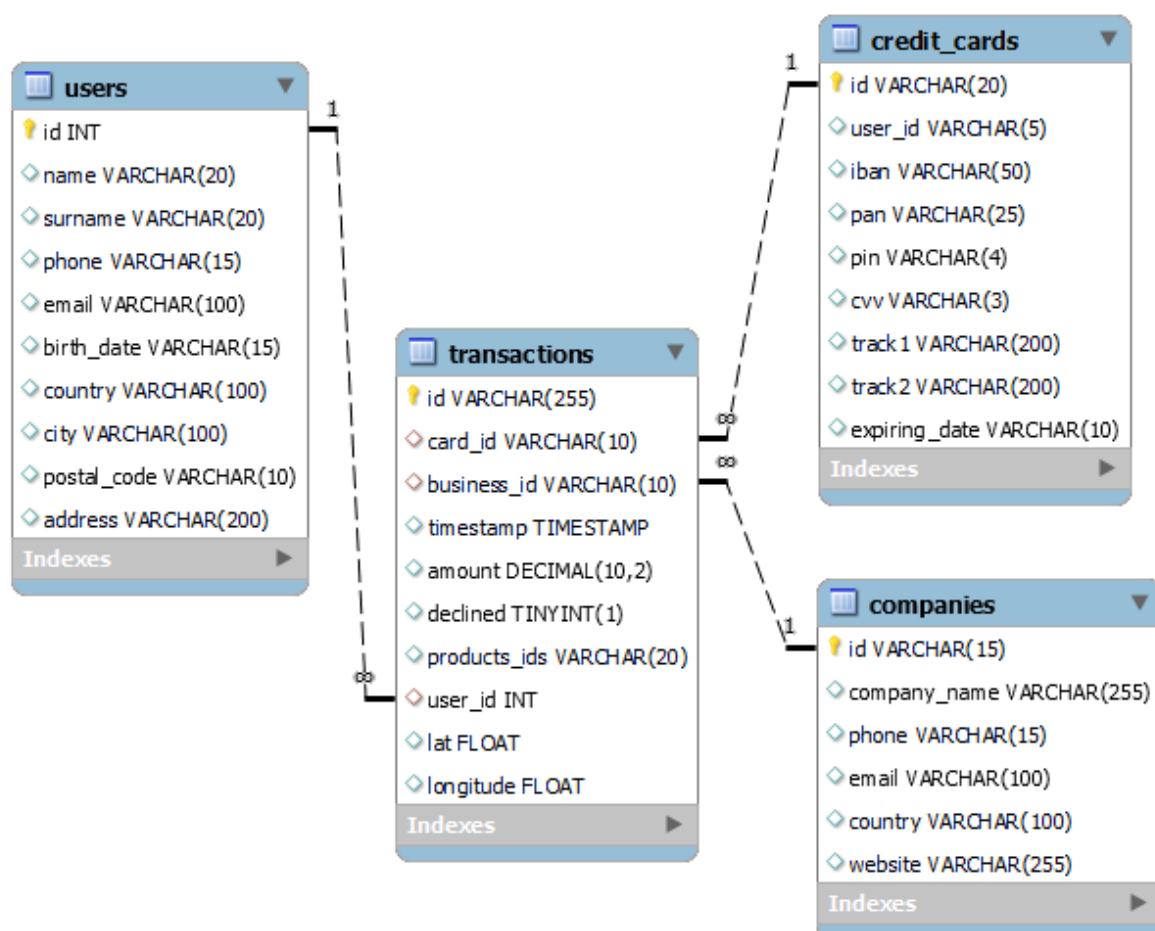 users
id INT
name VARCHAR(20)
surname VARCHAR(20)
phone VARCHAR(15)
email VARCHAR(100)
birth_date VARCHAR(15)
country VARCHAR(100)
city VARCHAR(100)
postal_code VARCHAR(10)
address VARCHAR(200)
Indexes
1
∞
transactions
id VARCHAR(255)
card_id VARCHAR(10)
business_id VARCHAR(10)
timestamp TIMESTAMP
amount DECIMAL(10,2)
declined TINYINT(1)
products_ids VARCHAR(20)
user_id INT
lat FLOAT
longitude FLOAT
Indexes
∞
∞
1
1
credit_cards
id VARCHAR(20)
user_id VARCHAR(5)
iban VARCHAR(50)
pan VARCHAR(25)
pin VARCHAR(4)
cvv VARCHAR(3)
track1 VARCHAR(200)
track2 VARCHAR(200)
expiring_date VARCHAR(10)
Indexes
companies
id VARCHAR(15)
company_name VARCHAR(255)
phone VARCHAR(15)
email VARCHAR(100)
country VARCHAR(100)
website VARCHAR(255)
Indexes